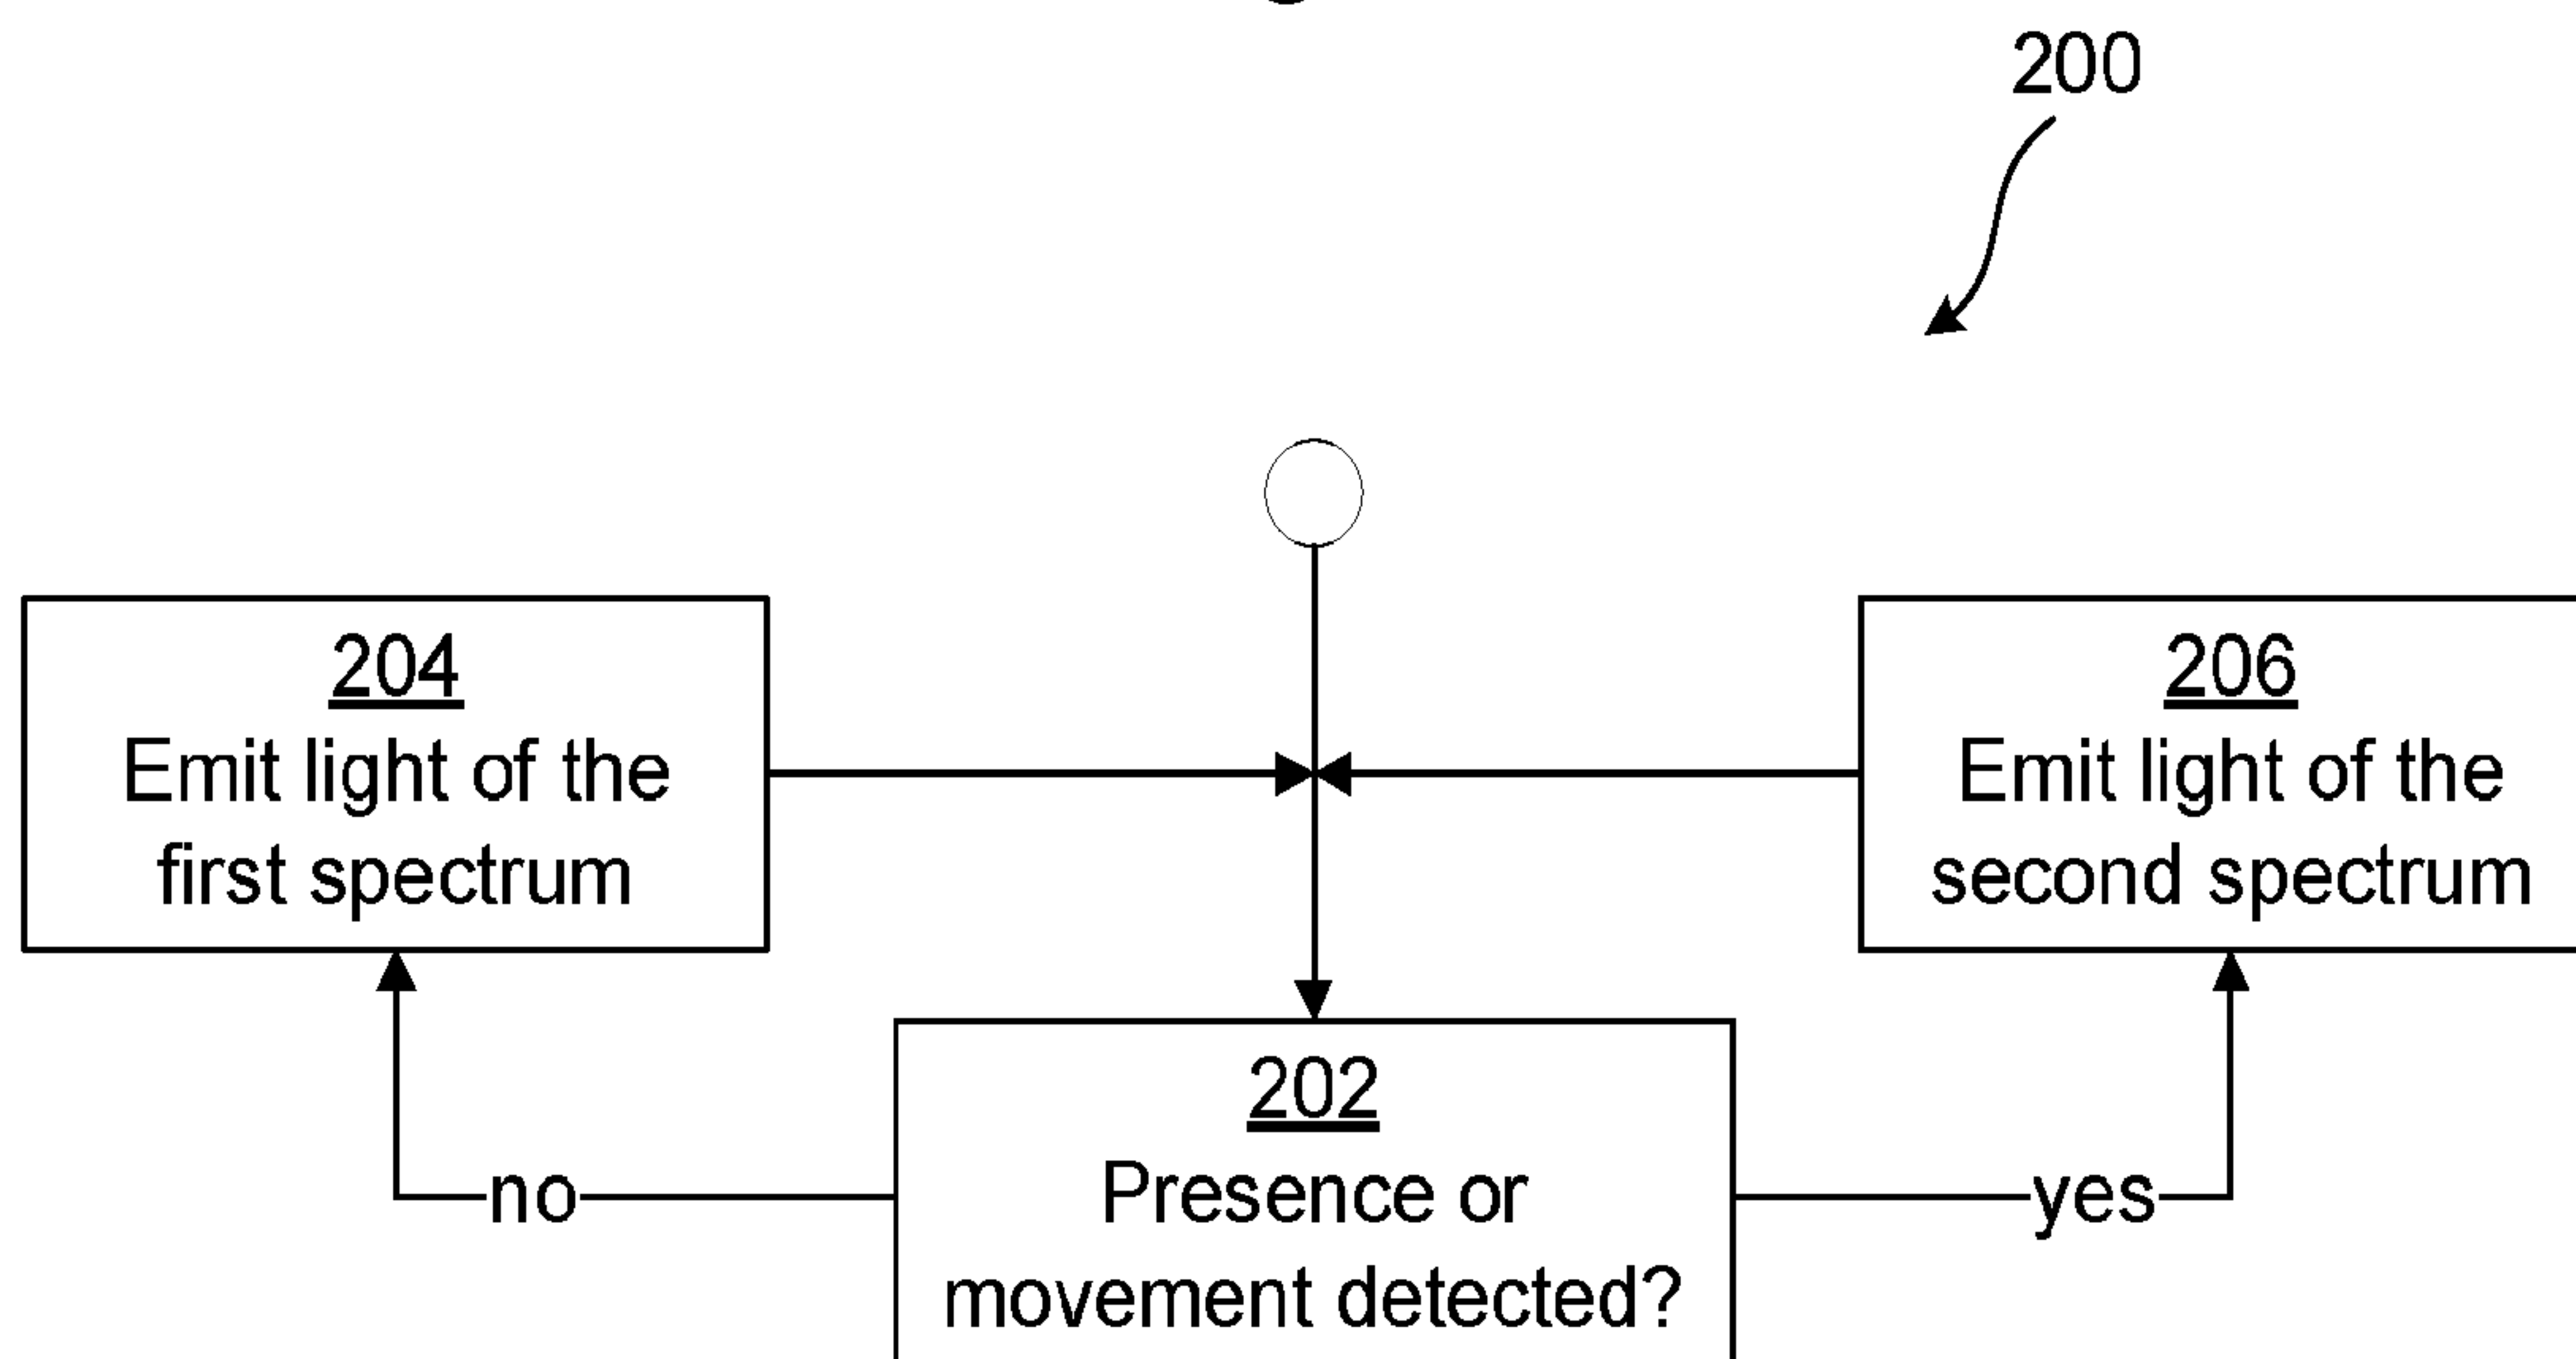 200
204
Emit light of the
first spectrum
206
Emit light of the
second spectrum
202
Presence or
movement detected?
no
yes